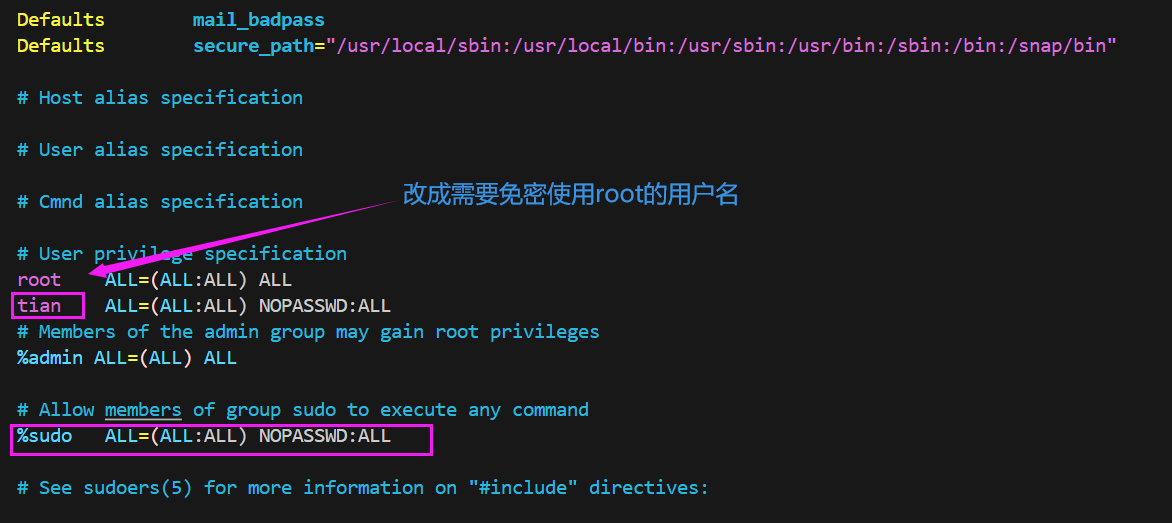 Defaults        mail_badpass
Defaults        secure_path="/usr/local/sbin:/usr/local/bin:/usr/sbin:/usr/bin:/sbin:/bin:/snap/bin"
# Host alias specification
# User alias specification
改成需要免密使用root的用户名
# Cmnd alias specification
# User privilege specification
root    ALL=(ALL:ALL) ALL
tian    ALL=(ALL:ALL) NOPASSWD:ALL
# Members of the admin group may gain root privileges
%admin ALL=(ALL) ALL
# Allow members of group sudo to execute any command
%sudo   ALL=(ALL:ALL) NOPASSWD:ALL
# See sudoers(5) for more information on "#include" directives: